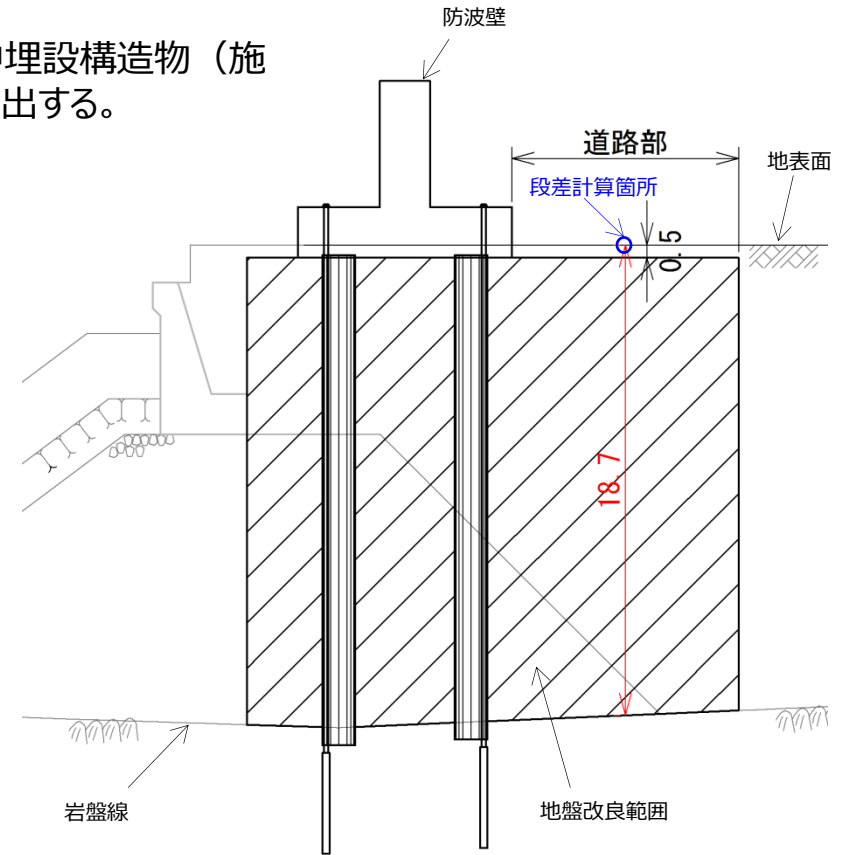 防波壁
埋設構造物（施
出する。
道路部
地表面
段差計算箇所
0.5
18.7
岩盤線
地盤改良範囲